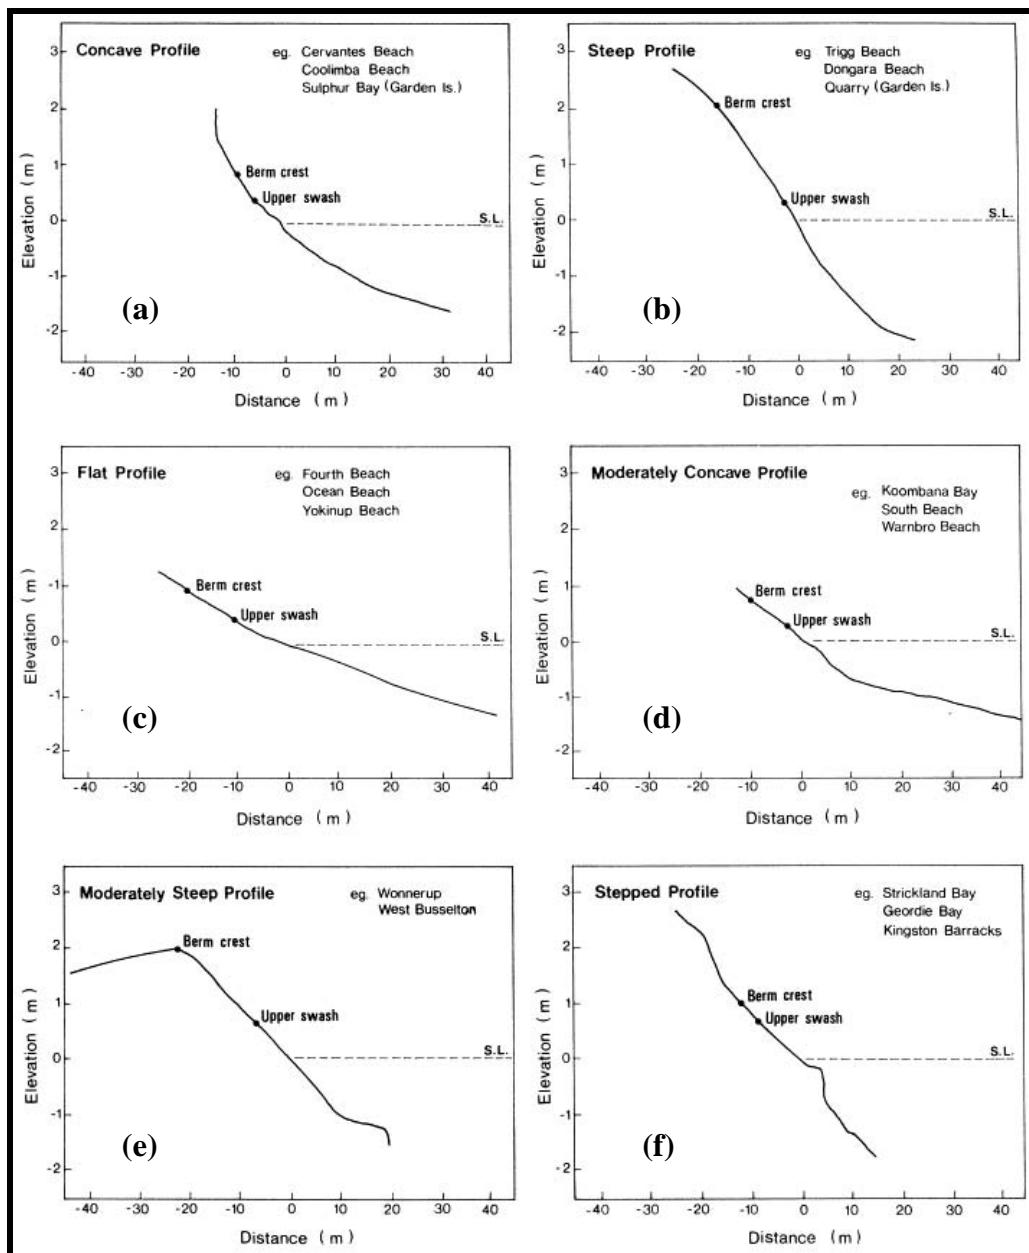 Concave Profile
eg. Cervantes Beach
Coolimba Beach
Sulphur Bay (Garden Is.)
3
2
1
0
-1
-2
Elevation (m)
Berm crest
Upper swash
S.L.
(a)
-40 -30 -20 -10 0 10 20 30 40
Distance (m)
Steep Profile
eg. Trigg Beach
Dongara Beach
Quarry (Garden Is.)
3
2
1
0
-1
-2
Elevation (m)
Berm crest
Upper swash
S.L.
(b)
-40 -30 -20 -10 0 10 20 30 40
Distance (m)
Flat Profile
eg. Fourth Beach
Ocean Beach
Yokinup Beach
3
2
1
0
-1
-2
Elevation (m)
Berm crest
Upper swash
S.L.
(c)
-40 -30 -20 -10 0 10 20 30 40
Distance (m)
Moderately Concave Profile
eg. Koombana Bay
South Beach
Warnbro Beach
3
2
1
0
-1
-2
Elevation (m)
Berm crest
Upper swash
S.L.
(d)
-40 -30 -20 -10 0 10 20 30 40
Distance (m)
Moderately Steep Profile
eg. Wonnerup
West Busselton
3
2
1
0
-1
-2
Elevation (m)
Berm crest
Upper swash
S.L.
(e)
-40 -30 -20 -10 0 10 20 30 40
Distance (m)
Stepped Profile
eg. Strickland Bay
Geordie Bay
Kingston Barracks
3
2
1
0
-1
-2
Elevation (m)
Berm crest
Upper swash
S.L.
(f)
-40 -30 -20 -10 0 10 20 30 40
Distance (m)